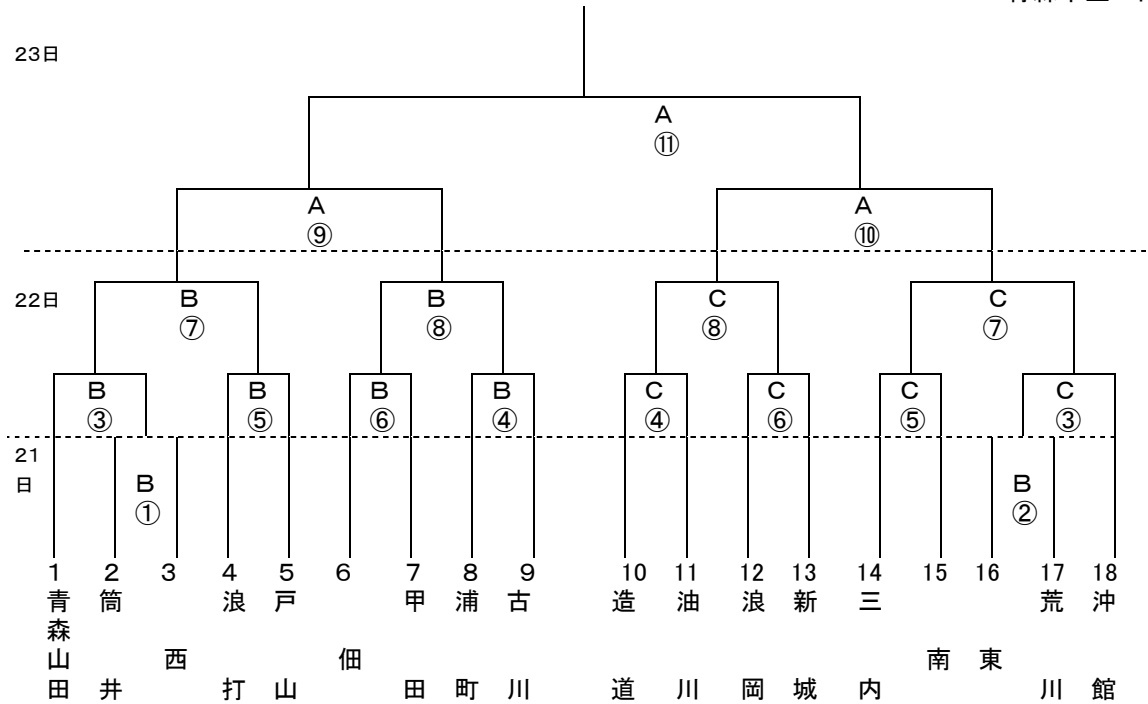 23日
A
⑪
A
⑨
A
⑩
22日
B
⑦
B
⑧
C
⑧
C
⑦
B
③
B
⑤
B
⑥
B
④
C
④
C
⑥
C
⑤
C
③
21
日
B
①
B
②
1 2 3 4 5 6 7 8 9 10 11 12 13 14 15 16 17 18
青森山田
筒井
西
浪打
戸山
佃
甲田
浦町
古川
造道
油川
浪岡
新城
三内
南
東
荒川
沖館